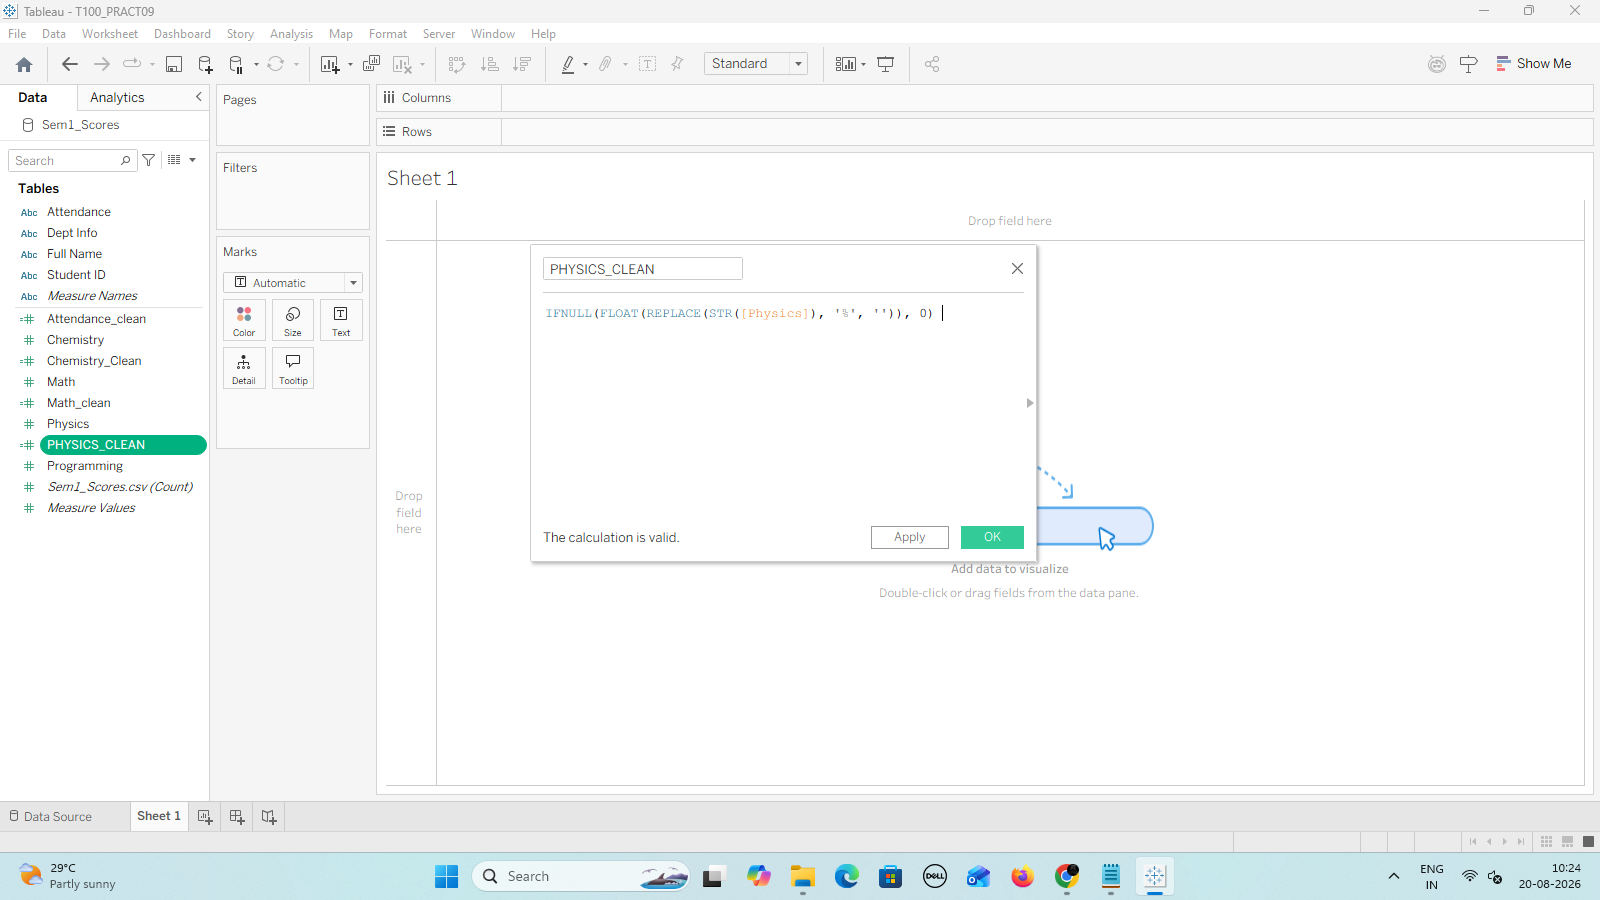 Tableau - T100_PRACT09
File Data Worksheet Dashboard Story Analysis Map Format Server Window Help
Standard
Show Me
Data Analytics
Sem1_Scores
Search
Tables
Abc Attendance
Abc Dept Info
Abc Full Name
Abc Student ID
Abc Measure Names
Attendance_clean
Chemistry
Chemistry_Clean
Math
Math_clean
Physics
PHYSICS_CLEAN
Programming
Sem1_Scores.csv (Count)
Measure Values
Pages
Filters
Marks
Automatic
Color Size Text
Detail Tooltip
Columns
Rows
Sheet 1
Drop field here
Drop
field
here
PHYSICS_CLEAN
IFNULL(FLOAT(REPLACE(STR([Physics]), '%', '')), 0)
The calculation is valid.
Apply OK
Add data to visualize
Double-click or drag fields from the data pane.
Data Source Sheet 1
29°C
Partly sunny
Search
DELL
ENG
IN
10:24
20-08-2026